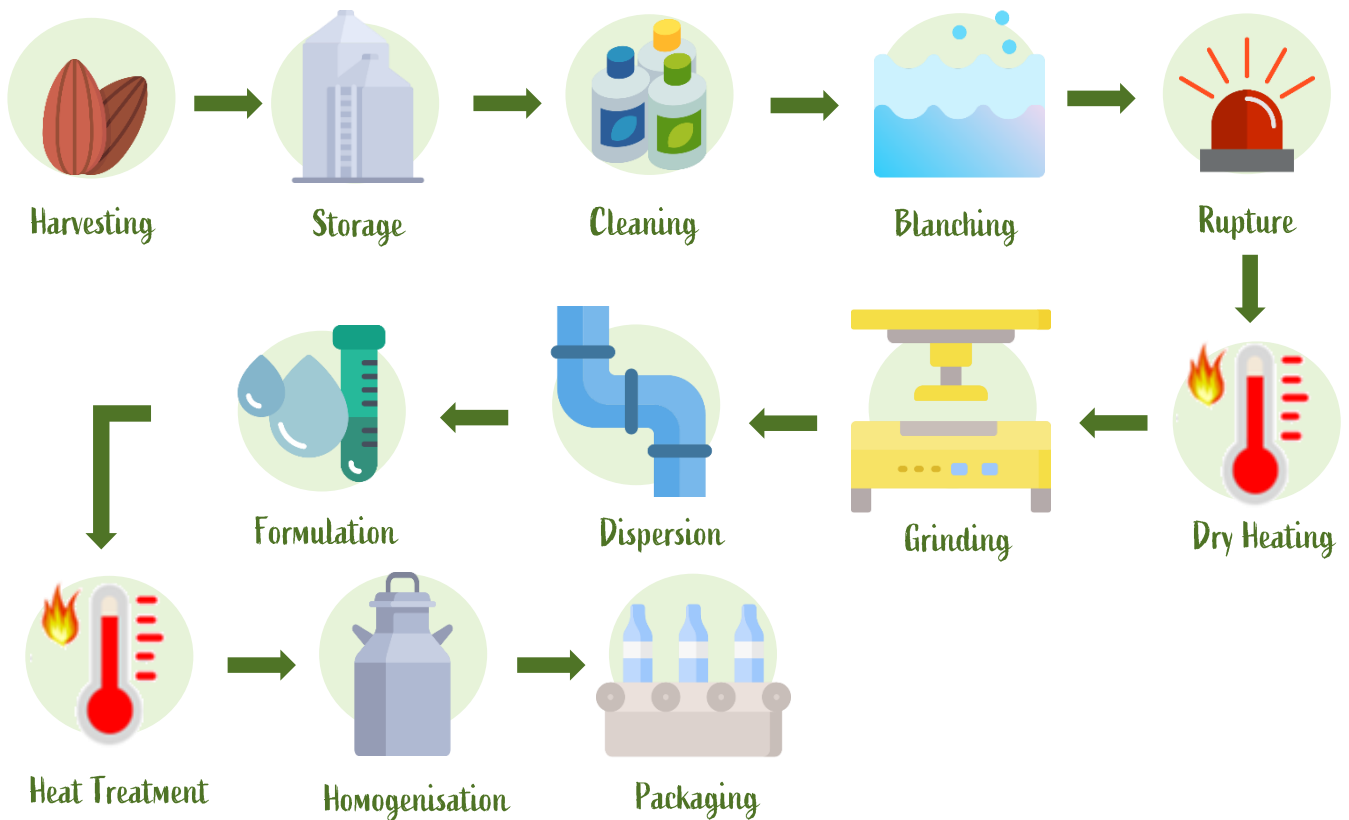 Harvesting
Storage
Cleaning
Blanching
Rupture
Dry Heating
Grinding
Dispersion
Formulation
Heat Treatment
Homogenisation
Packaging